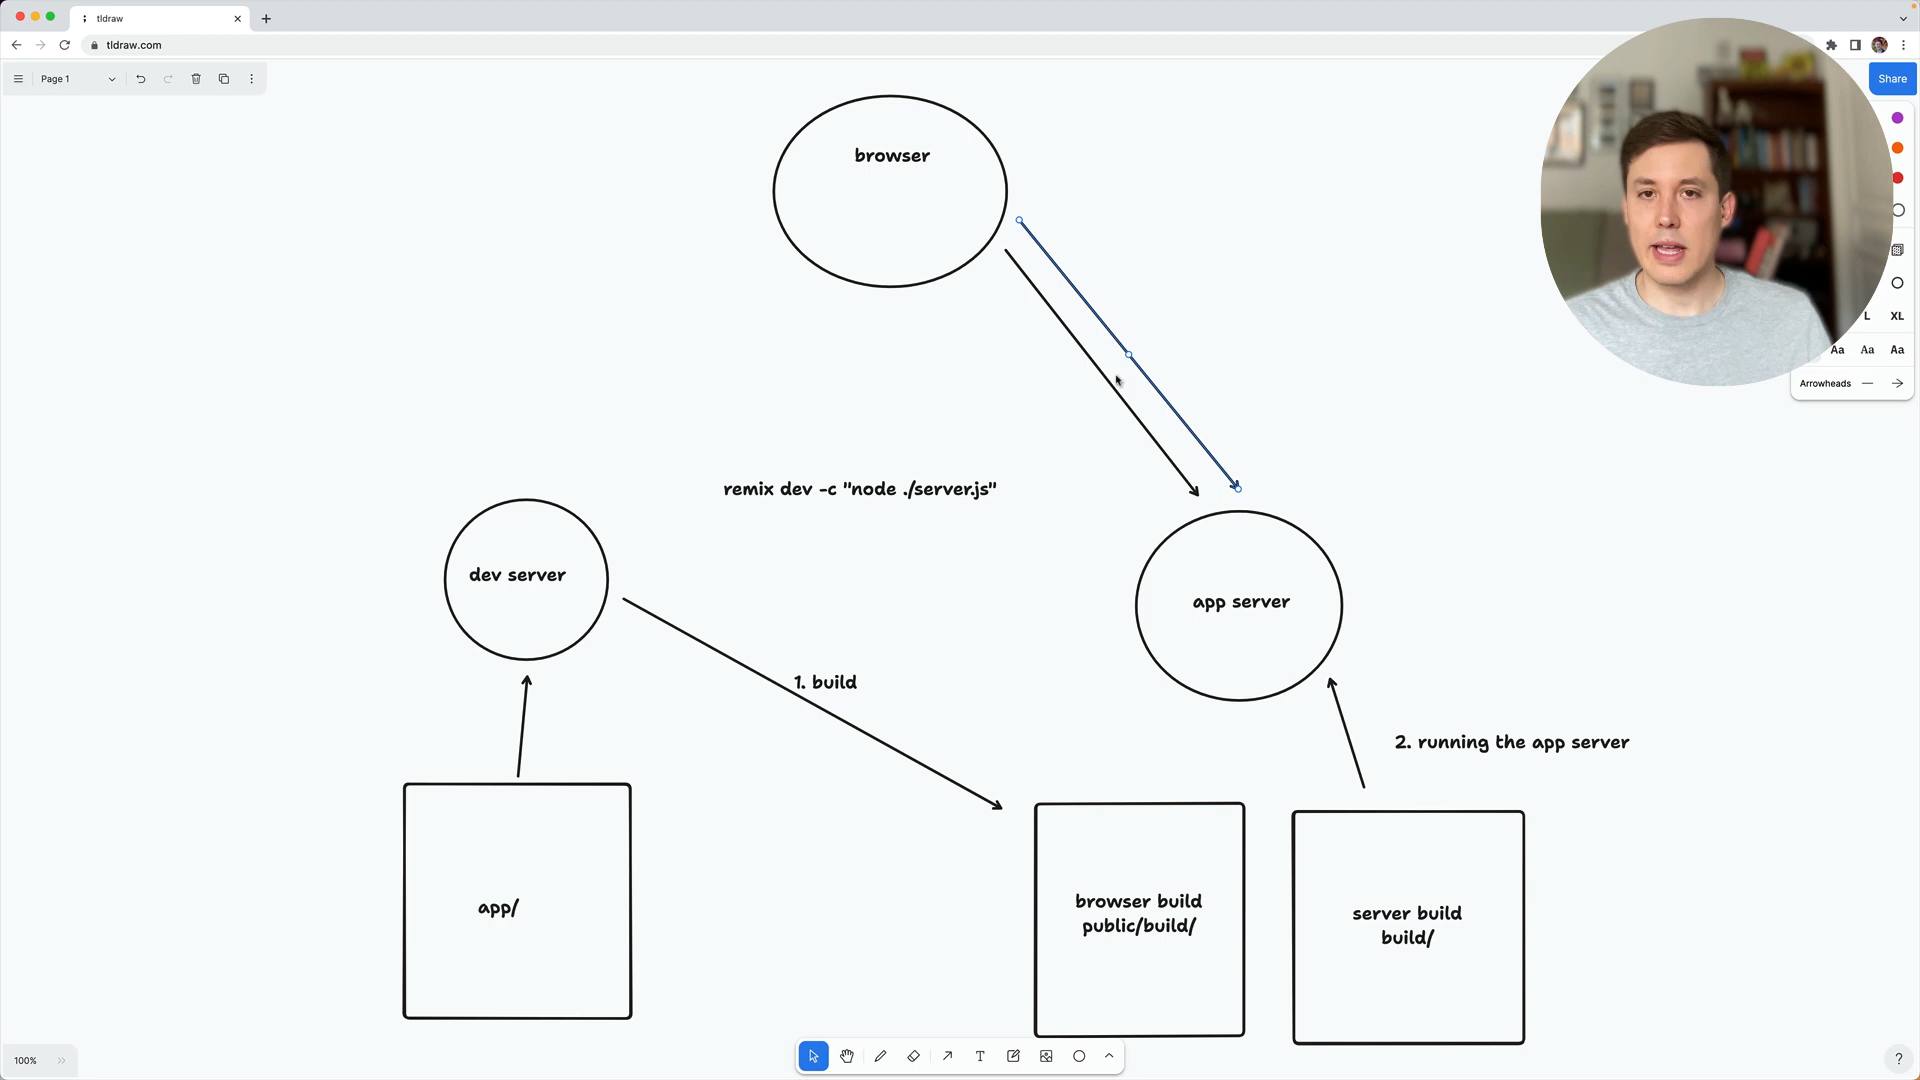 tldraw
tldraw.com
Page 1
Share
browser
L XL
Aa Aa Aa
Arrowheads
remix dev -c "node ./server.js"
dev server
app server
1. build
2. running the app server
app/
browser build
public/build/
server build
build/
100%
T
?